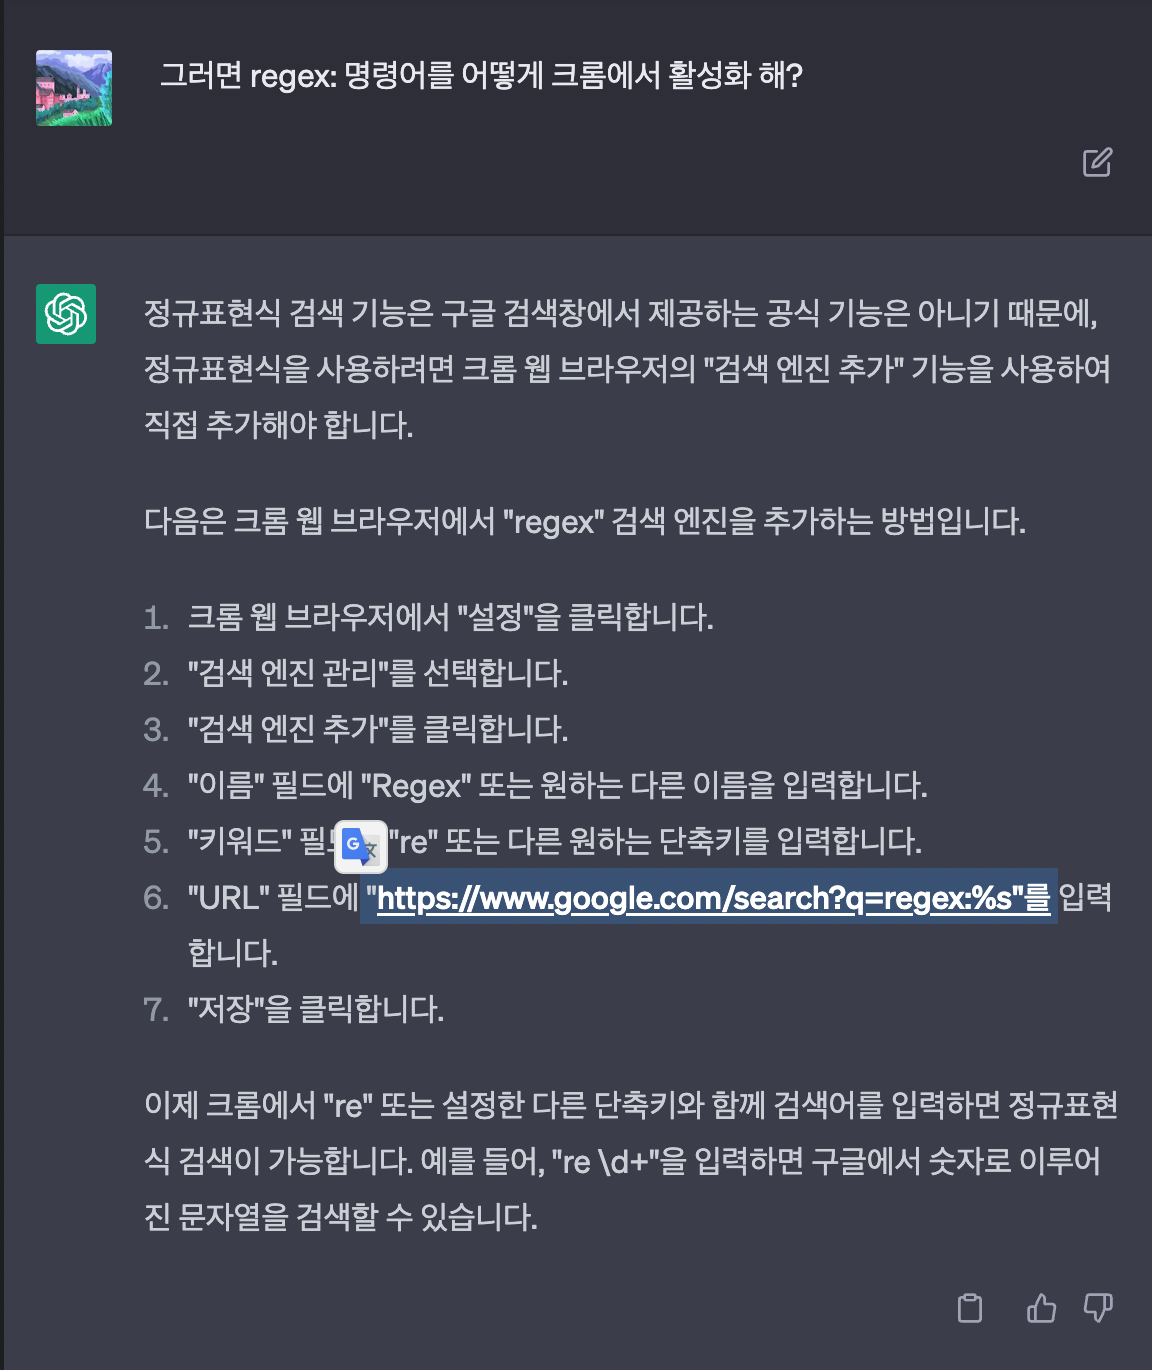 그러면 regex: 명령어를 어떻게 크롬에서 활성화 해?
정규표현식 검색 기능은 구글 검색창에서 제공하는 공식 기능은 아니기 때문에,
정규표현식을 사용하려면 크롬 웹 브라우저의 "검색 엔진 추가" 기능을 사용하여
직접 추가해야 합니다.
다음은 크롬 웹 브라우저에서 "regex" 검색 엔진을 추가하는 방법입니다.
1. 크롬 웹 브라우저에서 "설정"을 클릭합니다.
2. "검색 엔진 관리"를 선택합니다.
3. "검색 엔진 추가"를 클릭합니다.
4. "이름" 필드에 "Regex" 또는 원하는 다른 이름을 입력합니다.
5. "키워드" 필 "re" 또는 다른 원하는 단축키를 입력합니다.
6. "URL" 필드에 "https://www.google.com/search?q=regex:%s"를 입력
합니다.
7. "저장"을 클릭합니다.
이제 크롬에서 "re" 또는 설정한 다른 단축키와 함께 검색어를 입력하면 정규표현
식 검색이 가능합니다. 예를 들어, "re \d+"을 입력하면 구글에서 숫자로 이루어
진 문자열을 검색할 수 있습니다.